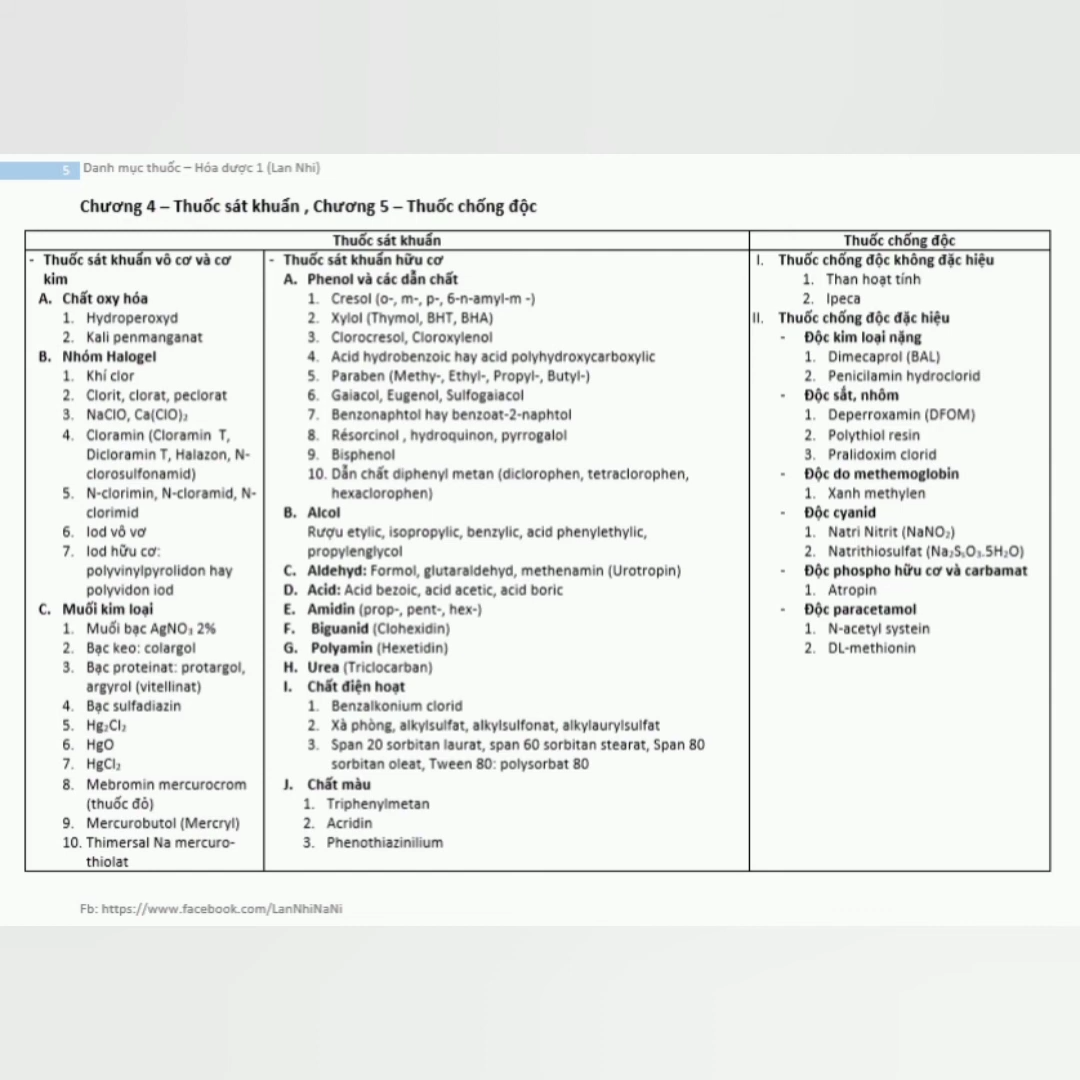 5 Danh mục thuốc – Hóa dược 1 (Lan Nhi)
Chương 4 – Thuốc sát khuẩn , Chương 5 – Thuốc chống độc
Thuốc sát khuẩn
- Thuốc sát khuẩn vô cơ và cơ
kim
A. Chất oxy hóa
1. Hydroperoxyd
2. Kali penmanganat
B. Nhóm Halogel
1. Khí clor
2. Clorit, clorat, peclorat
3. NaClO, Ca(ClO)₂
4. Cloramin (Cloramin T,
Dicloramin T, Halazon, N-
clorosulfonamid)
5. N-clorimin, N-cloramid, N-
clorimid
6. Iod vô vơ
7. Iod hữu cơ:
polyvinylpyrolidon hay
polyvidon iod
C. Muối kim loại
1. Muối bạc AgNO₃ 2%
2. Bạc keo: colargol
3. Bạc proteinat: protargol,
argyrol (vitellinat)
4. Bạc sulfadiazin
5. Hg₂Cl₂
6. HgO
7. HgCl₂
8. Mebromin mercurocrom
(thuốc đỏ)
9. Mercurobutol (Mercryl)
10. Thimersal Na mercuro-
thiolat
- Thuốc sát khuẩn hữu cơ
A. Phenol và các dẫn chất
1. Cresol (o-, m-, p-, 6-n-amyl-m -)
2. Xylol (Thymol, BHT, BHA)
3. Clorocresol, Cloroxylenol
4. Acid hydrobenzoic hay acid polyhydroxycarboxylic
5. Paraben (Methy-, Ethyl-, Propyl-, Butyl-)
6. Gaiacol, Eugenol, Sulfogaiacol
7. Benzonaphtol hay benzoat-2-naphtol
8. Résorcinol , hydroquinon, pyrrogalol
9. Bisphenol
10. Dẫn chất diphenyl metan (diclorophen, tetraclorophen,
hexaclorophen)
B. Alcol
Rượu etylic, isopropylic, benzylic, acid phenylethylic,
propylenglycol
C. Aldehyd: Formol, glutaraldehyd, methenamin (Urotropin)
D. Acid: Acid bezoic, acid acetic, acid boric
E. Amidin (prop-, pent-, hex-)
F. Biguanid (Clohexidin)
G. Polyamin (Hexetidin)
H. Urea (Triclocarban)
I. Chất điện hoạt
1. Benzalkonium clorid
2. Xà phòng, alkylsulfat, alkylsulfonat, alkylaurylsulfat
3. Span 20 sorbitan laurat, span 60 sorbitan stearat, Span 80
sorbitan oleat, Tween 80: polysorbat 80
J. Chất màu
1. Triphenylmetan
2. Acridin
3. Phenothiazinilium
Thuốc chống độc
I. Thuốc chống độc không đặc hiệu
1. Than hoạt tính
2. Ipeca
II. Thuốc chống độc đặc hiệu
- Độc kim loại nặng
1. Dimecaprol (BAL)
2. Penicilamin hydroclorid
- Độc sắt, nhôm
1. Deperroxamin (DFOM)
2. Polythiol resin
3. Pralidoxim clorid
- Độc do methemoglobin
1. Xanh methylen
- Độc cyanid
1. Natri Nitrit (NaNO₂)
2. Natrithiosulfat (Na₂S₂O₃.5H₂O)
- Độc phospho hữu cơ và carbamat
1. Atropin
- Độc paracetamol
1. N-acetyl systein
2. DL-methionin
Fb: https://www.facebook.com/LanNhiNaNi